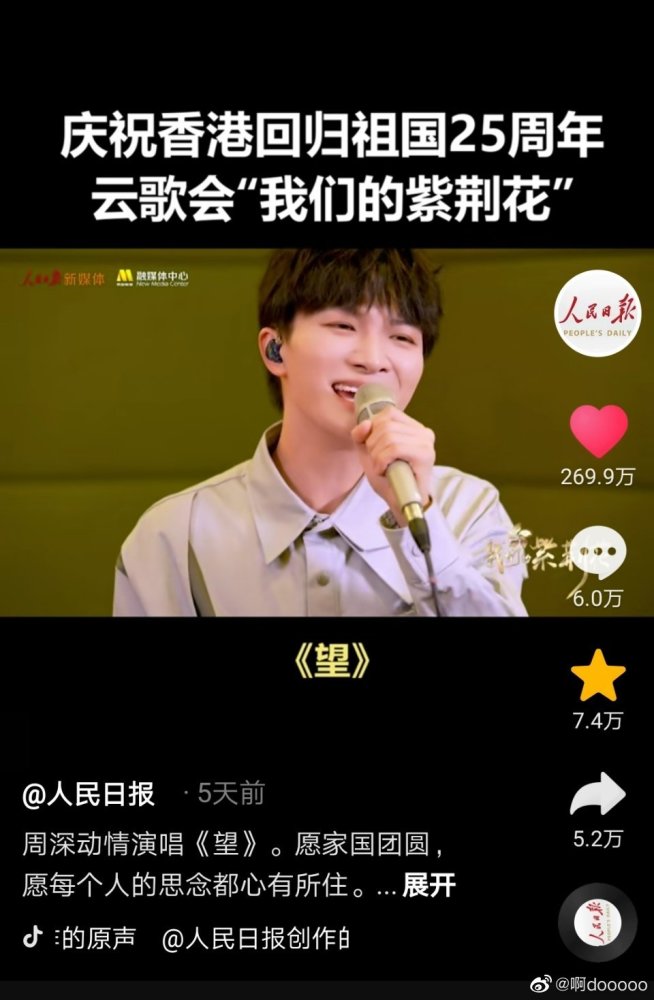 庆祝香港回归祖国25周年
云歌会“我们的紫荆花”
人民日报 新媒体
融媒体中心
New Media Center
人民日报
PEOPLE'S DAILY
269.9万
6.0万
《望》
7.4万
@人民日报 · 5天前
5.2万
周深动情演唱《望》。愿家国团圆，
愿每个人的思念都心有所住。... 展开
的原声 @人民日报创作的
人民日报
@啊dooooo